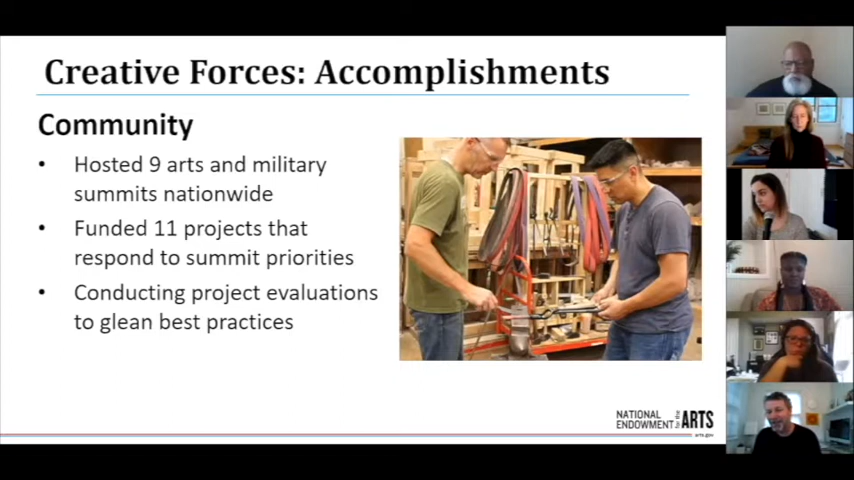 Creative Forces: Accomplishments
Community
• Hosted 9 arts and military
summits nationwide
• Funded 11 projects that
respond to summit priorities
• Conducting project evaluations
to glean best practices
NATIONAL
ENDOWMENT for the ARTS
arts.gov